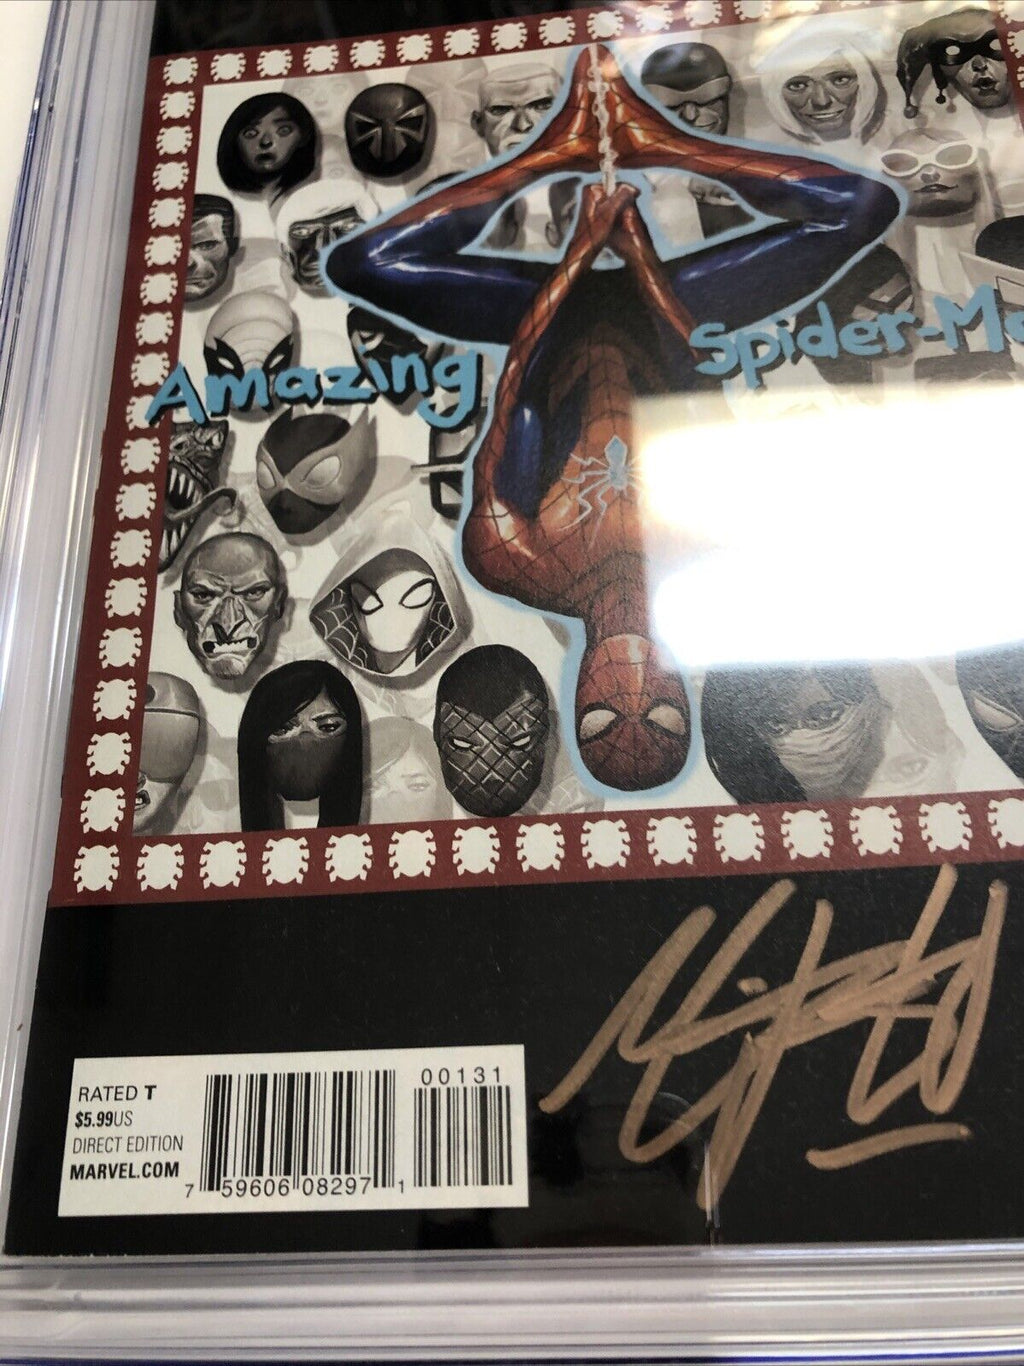 Amazing Spider-Ma
RATED T
$5.99US
DIRECT EDITION
MARVEL.COM
00131
7 59606 08297 1